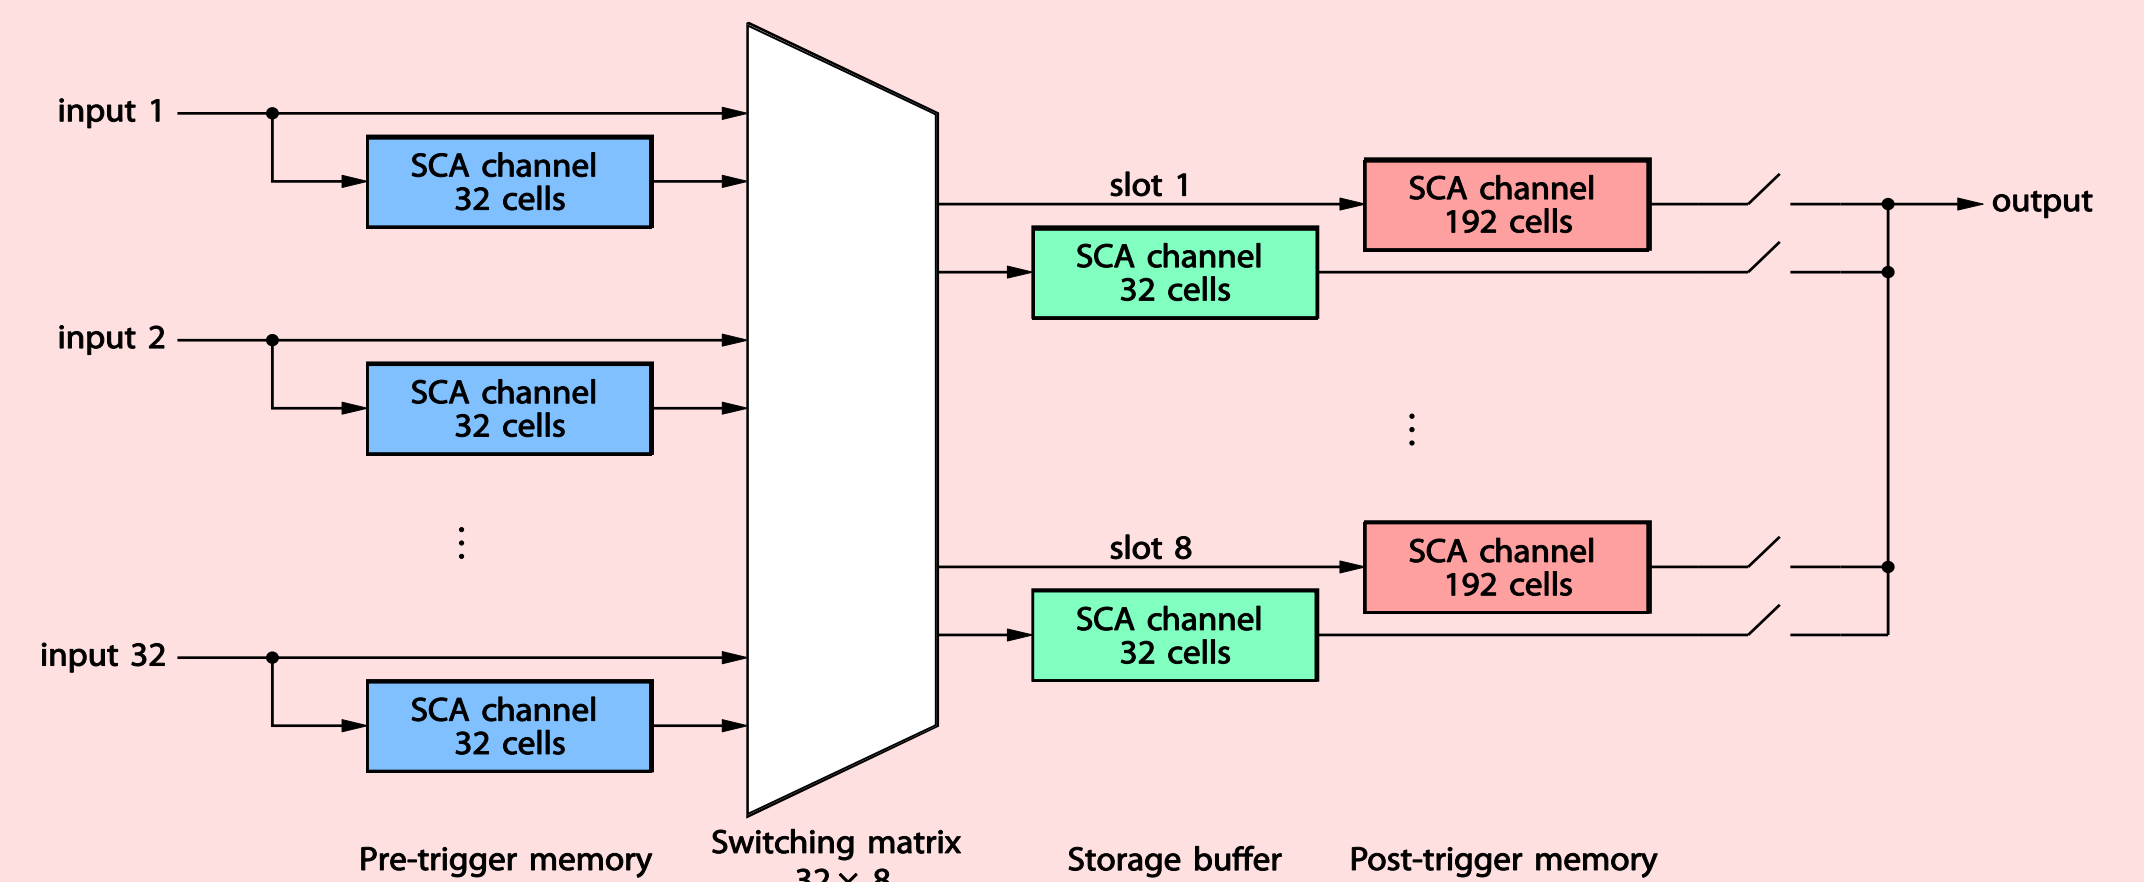 input 1
SCA channel
32 cells
input 2
SCA channel
32 cells
⋮
input 32
SCA channel
32 cells
Pre-trigger memory
Switching matrix
32 × 8
slot 1
SCA channel
192 cells
SCA channel
32 cells
⋮
slot 8
SCA channel
192 cells
SCA channel
32 cells
Storage buffer
Post-trigger memory
output